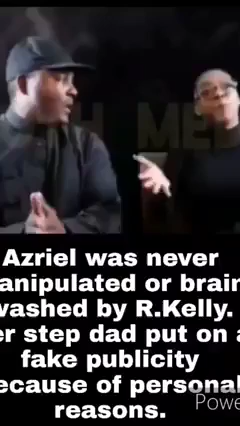 Azriel was never
anipulated or brain
washed by R.Kelly.
er step dad put on a
fake publicity
ecause of personal
reasons.
Powe